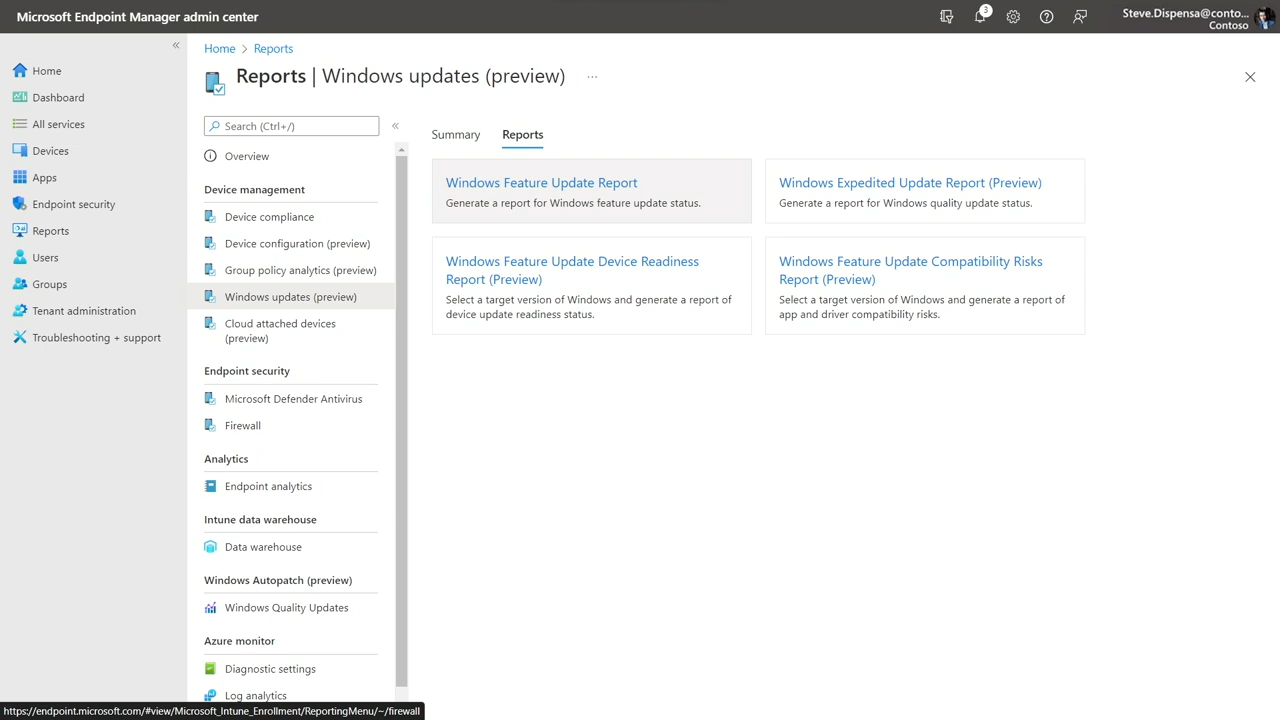 Microsoft Endpoint Manager admin center
3
Steve.Dispensa@conto...
Contoso
Home
Dashboard
All services
Devices
Apps
Endpoint security
Reports
Users
Groups
Tenant administration
Troubleshooting + support
Home > Reports
Reports | Windows updates (preview)
Search (Ctrl+/)
Overview
Device management
Device compliance
Device configuration (preview)
Group policy analytics (preview)
Windows updates (preview)
Cloud attached devices
(preview)
Endpoint security
Microsoft Defender Antivirus
Firewall
Analytics
Endpoint analytics
Intune data warehouse
Data warehouse
Windows Autopatch (preview)
Windows Quality Updates
Azure monitor
Diagnostic settings
Log analytics
Summary
Reports
Windows Feature Update Report
Generate a report for Windows feature update status.
Windows Expedited Update Report (Preview)
Generate a report for Windows quality update status.
Windows Feature Update Device Readiness
Report (Preview)
Select a target version of Windows and generate a report of
device update readiness status.
Windows Feature Update Compatibility Risks
Report (Preview)
Select a target version of Windows and generate a report of
app and driver compatibility risks.
https://endpoint.microsoft.com/#view/Microsoft_Intune_Enrollment/ReportingMenu/~/firewall